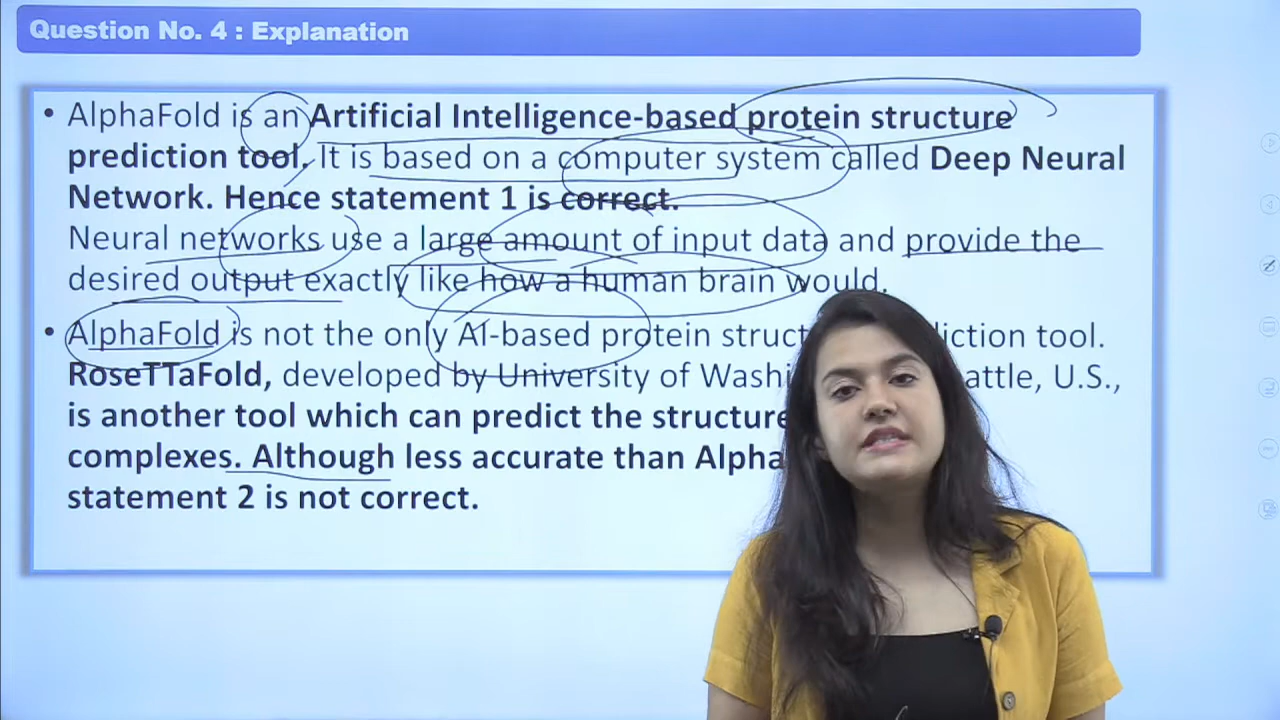 Question No. 4 : Explanation
• AlphaFold is an Artificial Intelligence-based protein structure
prediction tool. It is based on a computer system called Deep Neural
Network. Hence statement 1 is correct.
Neural networks use a large amount of input data and provide the
desired output exactly like how a human brain would.
• AlphaFold is not the only AI-based protein struct diction tool.
RoseTTaFold, developed by University of Washi attle, U.S.,
is another tool which can predict the structure
complexes. Although less accurate than Alpha
statement 2 is not correct.